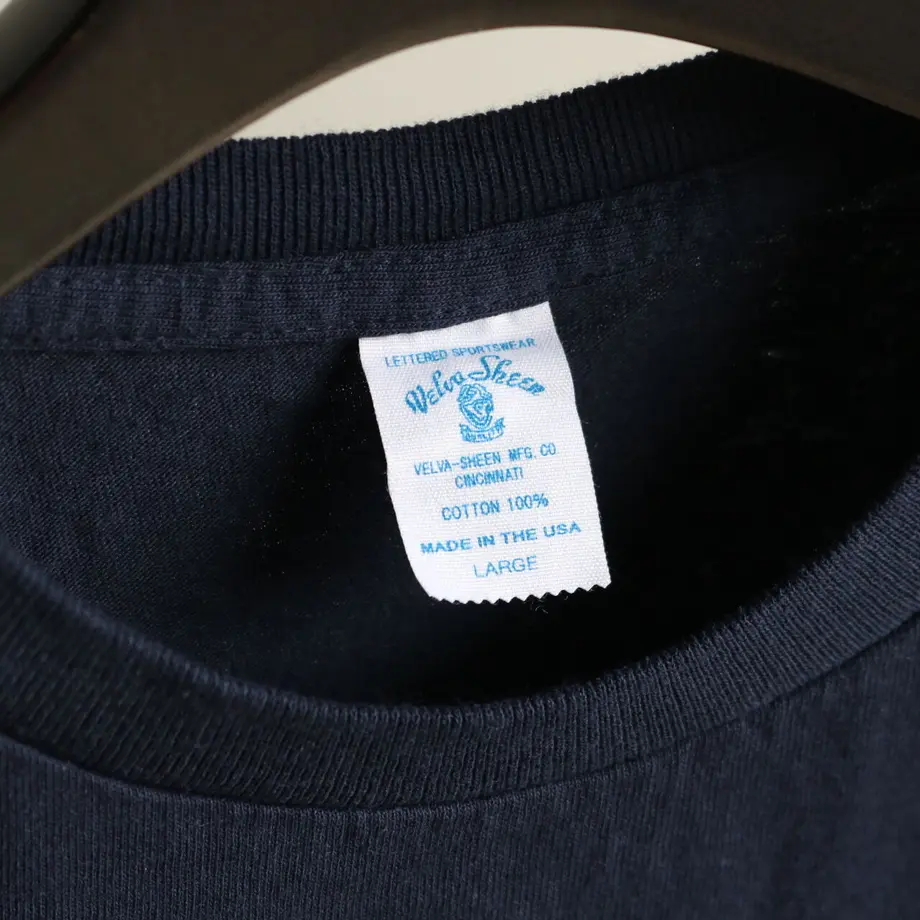 LETTERED SPORTSWEAR
Velva Sheen
VELVA-SHEEN MFG. CO
CINCINNATI
COTTON 100%
MADE IN THE USA
LARGE